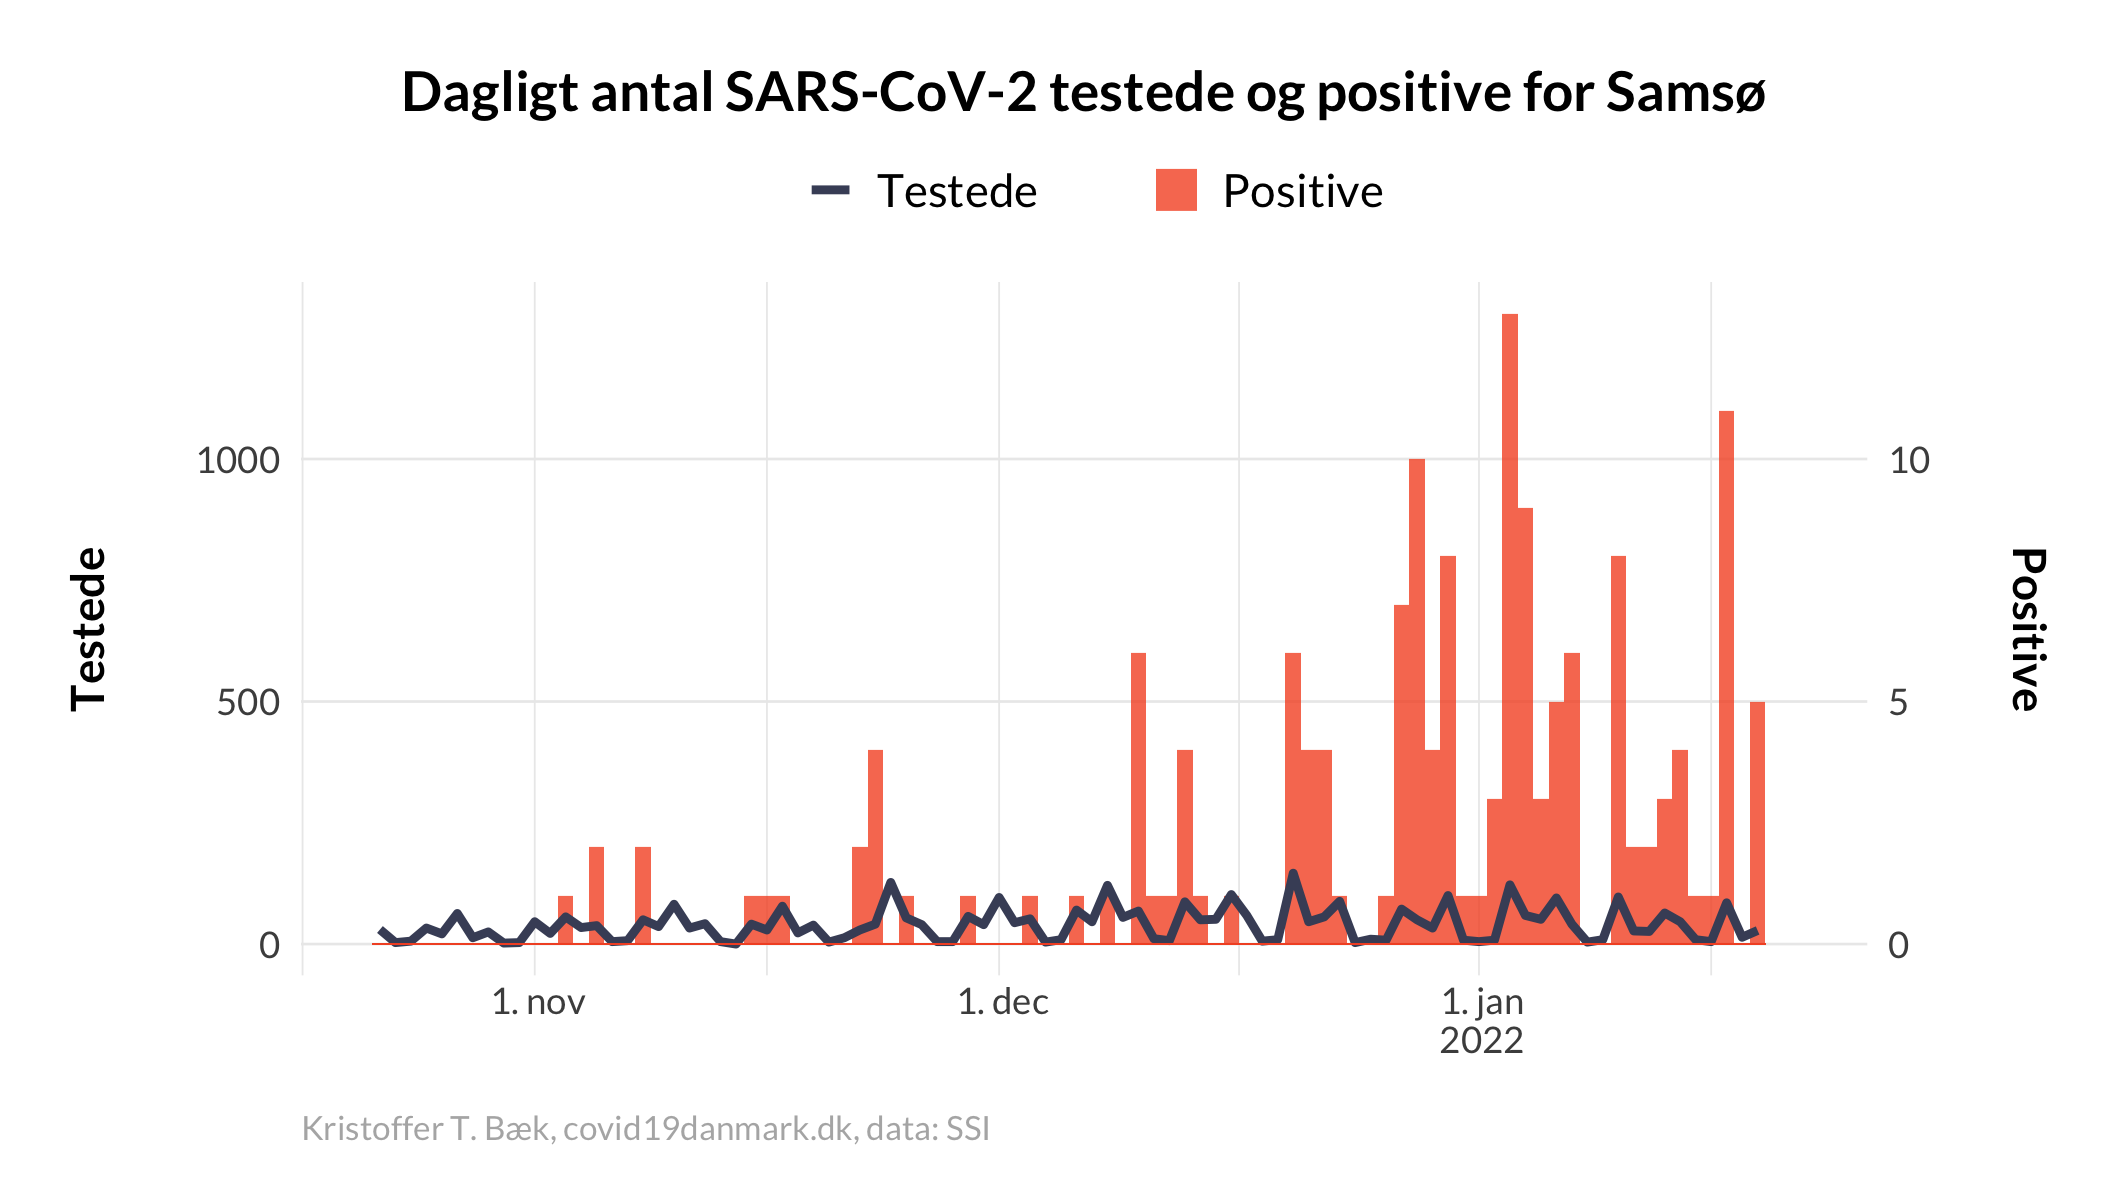 Dagligt antal SARS-CoV-2 testede og positive for Samsø
Testede
Positive
Testede
1000
500
0
10
5
0
Positive
1. nov
1. dec
1. jan
2022
Kristoffer T. Bæk, covid19danmark.dk, data: SSI